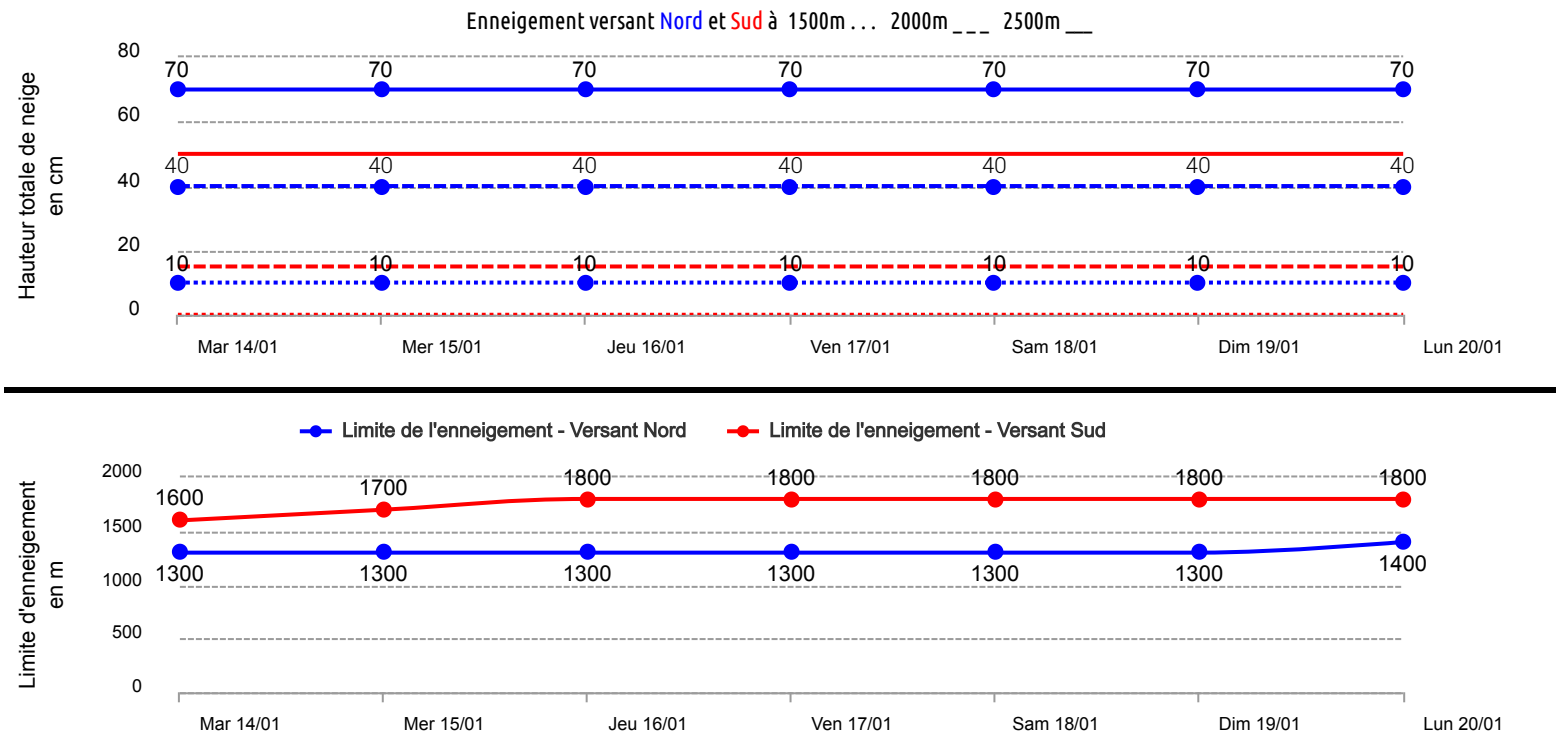 Enneigement versant Nord et Sud à 1500m . . . 2000m _ _ _ 2500m __
Hauteur totale de neige
en cm
80
70 70 70 70 70 70 70
60
40 40 40 40 40 40 40
40
20
10 10 10 10 10 10 10
0
Mar 14/01 Mer 15/01 Jeu 16/01 Ven 17/01 Sam 18/01 Dim 19/01 Lun 20/01
Limite de l'enneigement - Versant Nord Limite de l'enneigement - Versant Sud
Limite d'enneigement
en m
2000
1600 1700 1800 1800 1800 1800 1800
1500
1300 1300 1300 1300 1300 1300 1400
1000
500
0
Mar 14/01 Mer 15/01 Jeu 16/01 Ven 17/01 Sam 18/01 Dim 19/01 Lun 20/01